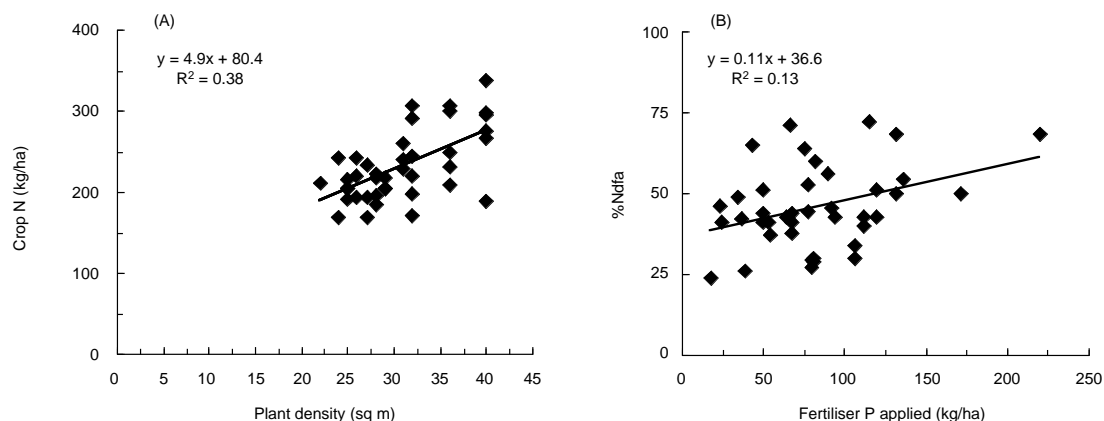 (A)
y = 4.9x + 80.4
R² = 0.38
400
300
200
100
0
Crop N (kg/ha)
0 5 10 15 20 25 30 35 40 45
Plant density (sq m)
(B)
y = 0.11x + 36.6
R² = 0.13
100
75
50
25
0
%Ndfa
0 50 100 150 200 250
Fertiliser P applied (kg/ha)